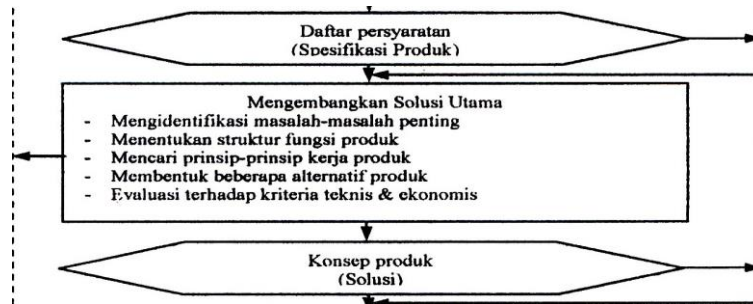 Daftar persyaratan
(Spesifikasi Produk)
Mengembangkan Solusi Utama
- Mengidentifikasi masalah-masalah penting
- Menentukan struktur fungsi produk
- Mencari prinsip-prinsip kerja produk
- Membentuk beberapa alternatif produk
- Evaluasi terhadap kriteria teknis & ekonomis
Konsep produk
(Solusi)